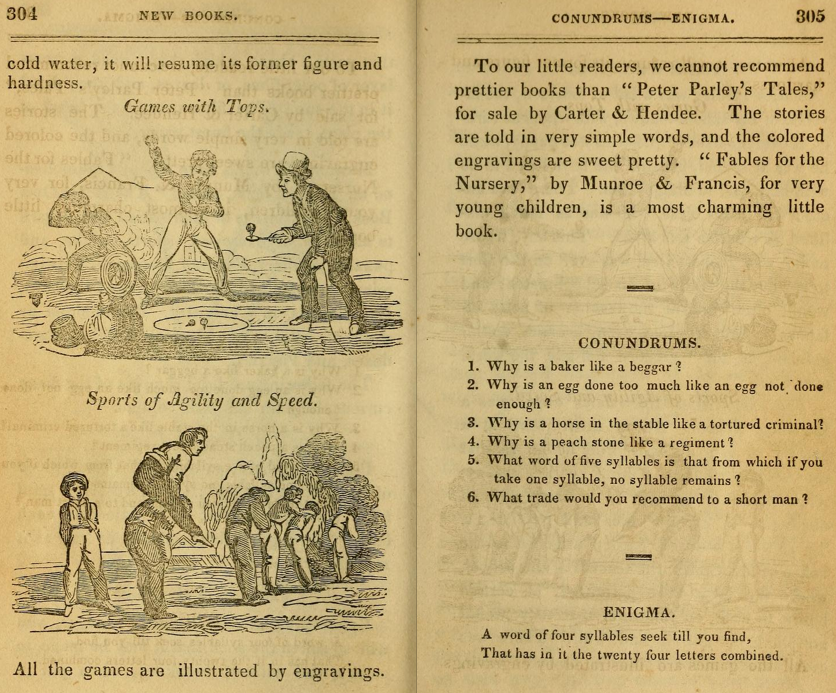 304 NEW BOOKS.
cold water, it will resume its former figure and
hardness.
Games with Tops.
Sports of Agility and Speed.
All the games are illustrated by engravings.
CONUNDRUMS—ENIGMA. 305
To our little readers, we cannot recommend
prettier books than “Peter Parley’s Tales,”
for sale by Carter & Hendee. The stories
are told in very simple words, and the colored
engravings are sweet pretty. “Fables for the
Nursery,” by Munroe & Francis, for very
young children, is a most charming little
book.
CONUNDRUMS.
1. Why is a baker like a beggar?
2. Why is an egg done too much like an egg not done
enough?
3. Why is a horse in the stable like a tortured criminal?
4. Why is a peach stone like a regiment?
5. What word of five syllables is that from which if you
take one syllable, no syllable remains?
6. What trade would you recommend to a short man?
ENIGMA.
A word of four syllables seek till you find,
That has in it the twenty four letters combined.